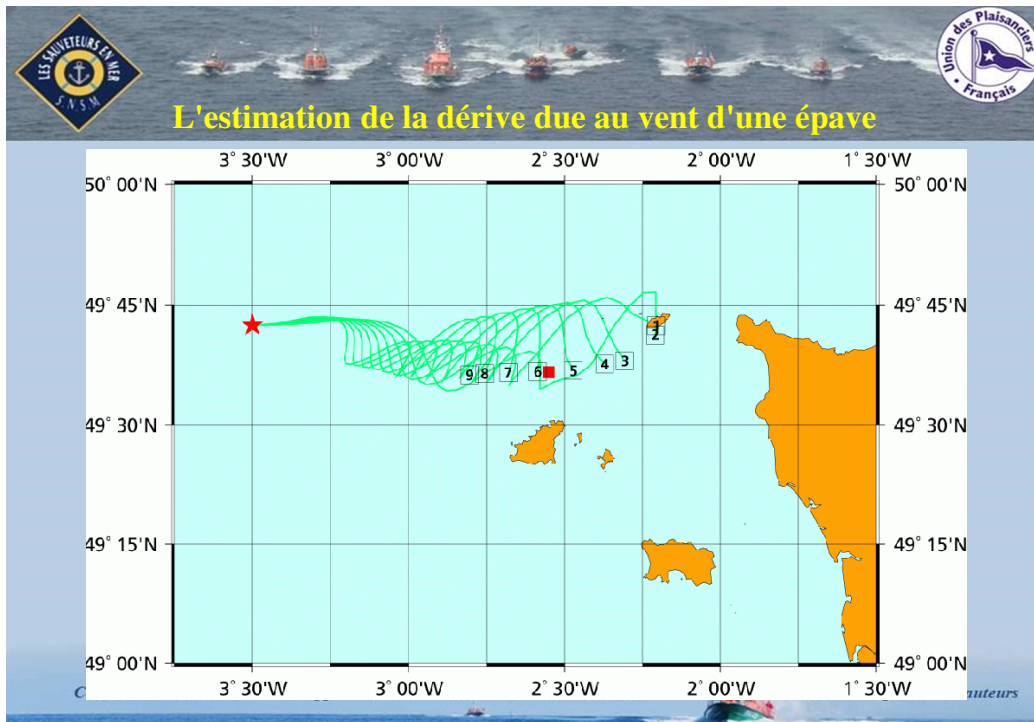 LES SAUVETEURS EN MER
S.N.S.M
Union des Plaisanciers
• Français •
L'estimation de la dérive due au vent d'une épave
3° 30'W 3° 00'W 2° 30'W 2° 00'W 1° 30'W
50° 00'N 50° 00'N
49° 45'N 49° 45'N
1
2
3
4
5
6
7
8
9
49° 30'N 49° 30'N
49° 15'N 49° 15'N
49° 00'N 49° 00'N
3° 30'W 3° 00'W 2° 30'W 2° 00'W 1° 30'W
C
auteurs